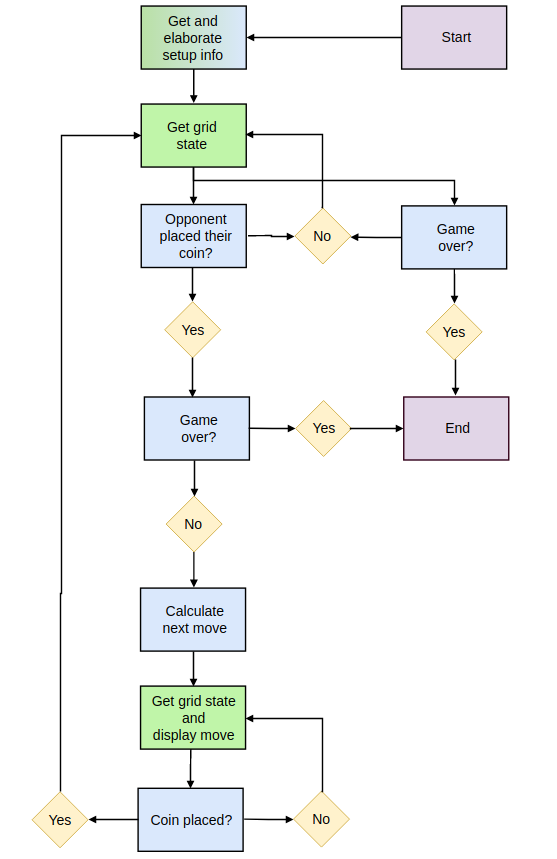 Get and
elaborate
setup info
Start
Get grid
state
Opponent
placed their
coin?
No
Game
over?
Yes
Yes
Game
over?
Yes
End
No
Calculate
next move
Get grid state
and
display move
Yes
Coin placed?
No